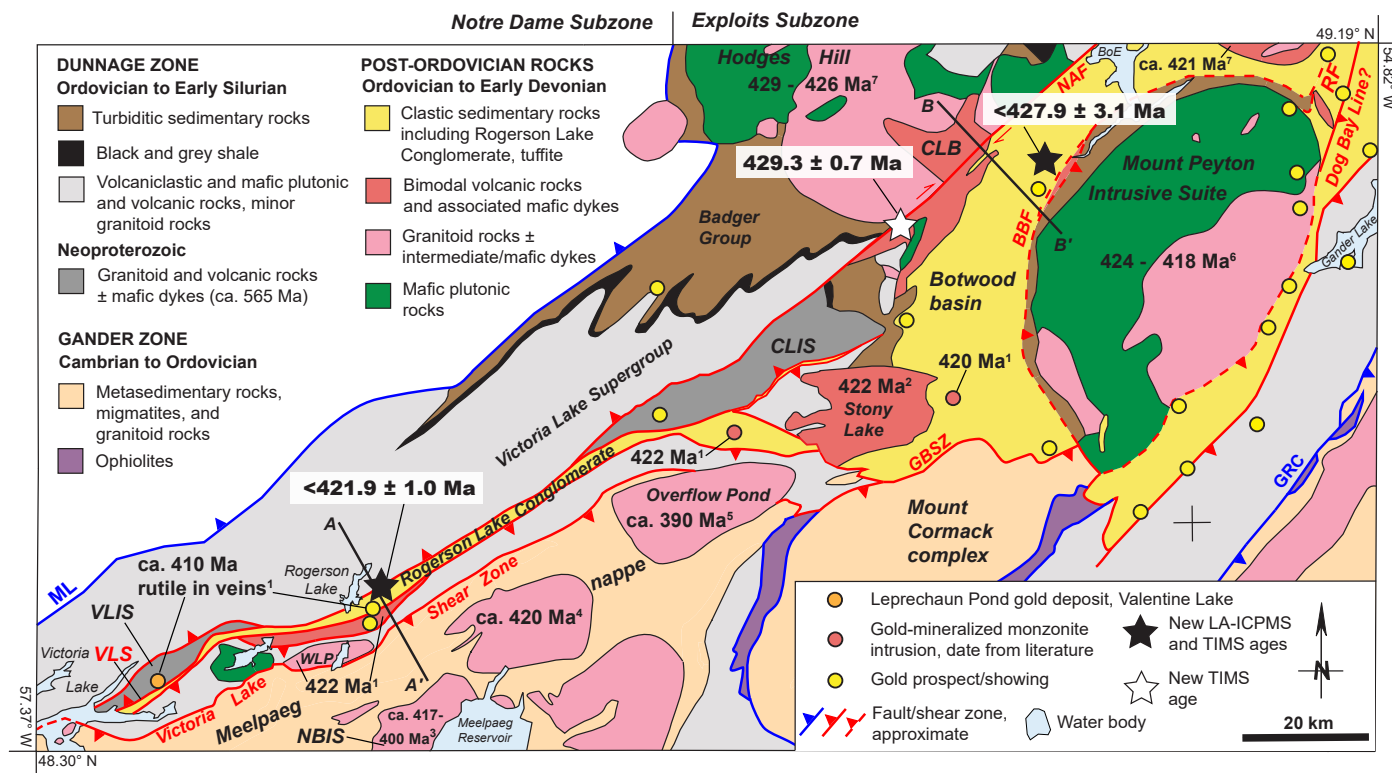 Notre Dame Subzone
Exploits Subzone
49.19° N
54.82° W
DUNNAGE ZONE
Ordovician to Early Silurian
Turbiditic sedimentary rocks
Black and grey shale
Volcaniclastic and mafic plutonic
and volcanic rocks, minor
granitoid rocks
Neoproterozoic
Granitoid and volcanic rocks
± mafic dykes (ca. 565 Ma)
GANDER ZONE
Cambrian to Ordovician
Metasedimentary rocks,
migmatites, and
granitoid rocks
Ophiolites
POST-ORDOVICIAN ROCKS
Ordovician to Early Devonian
Clastic sedimentary rocks
including Rogerson Lake
Conglomerate, tuffite
Bimodal volcanic rocks
and associated mafic dykes
Granitoid rocks ±
intermediate/mafic dykes
Mafic plutonic
rocks
Hodges Hill
429 - 426 Ma⁷
BoE
NAF
ca. 421 Ma⁷
RF
Dog Bay Line?
B
<427.9 ± 3.1 Ma
CLB
429.3 ± 0.7 Ma
Mount Peyton
Intrusive Suite
BBF
B'
424 - 418 Ma⁶
Gander Lake
Badger
Group
Botwood
basin
CLIS
420 Ma¹
422 Ma²
Stony
Lake
Victoria Lake Supergroup
422 Ma¹
GBSZ
GRC
<421.9 ± 1.0 Ma
Rogerson Lake Conglomerate
Overflow Pond
ca. 390 Ma⁵
Mount
Cormack
complex
A
ca. 410 Ma
rutile in veins¹
Rogerson
Lake
Shear Zone
nappe
ML
VLIS
ca. 420 Ma⁴
Victoria
Lake
VLS
WLP
422 Ma¹
A'
Victoria Lake
Meelpaeg
NBIS
ca. 417-
400 Ma³
Meelpaeg
Reservoir
57.37° W
48.30° N
Leprechaun Pond gold deposit, Valentine Lake
Gold-mineralized monzonite
intrusion, date from literature
Gold prospect/showing
Fault/shear zone,
approximate
New LA-ICPMS
and TIMS ages
New TIMS
age
Water body
N
20 km